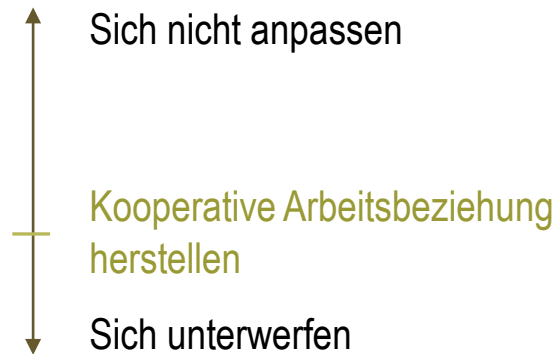 Sich nicht anpassen
Kooperative Arbeitsbeziehung
herstellen
Sich unterwerfen